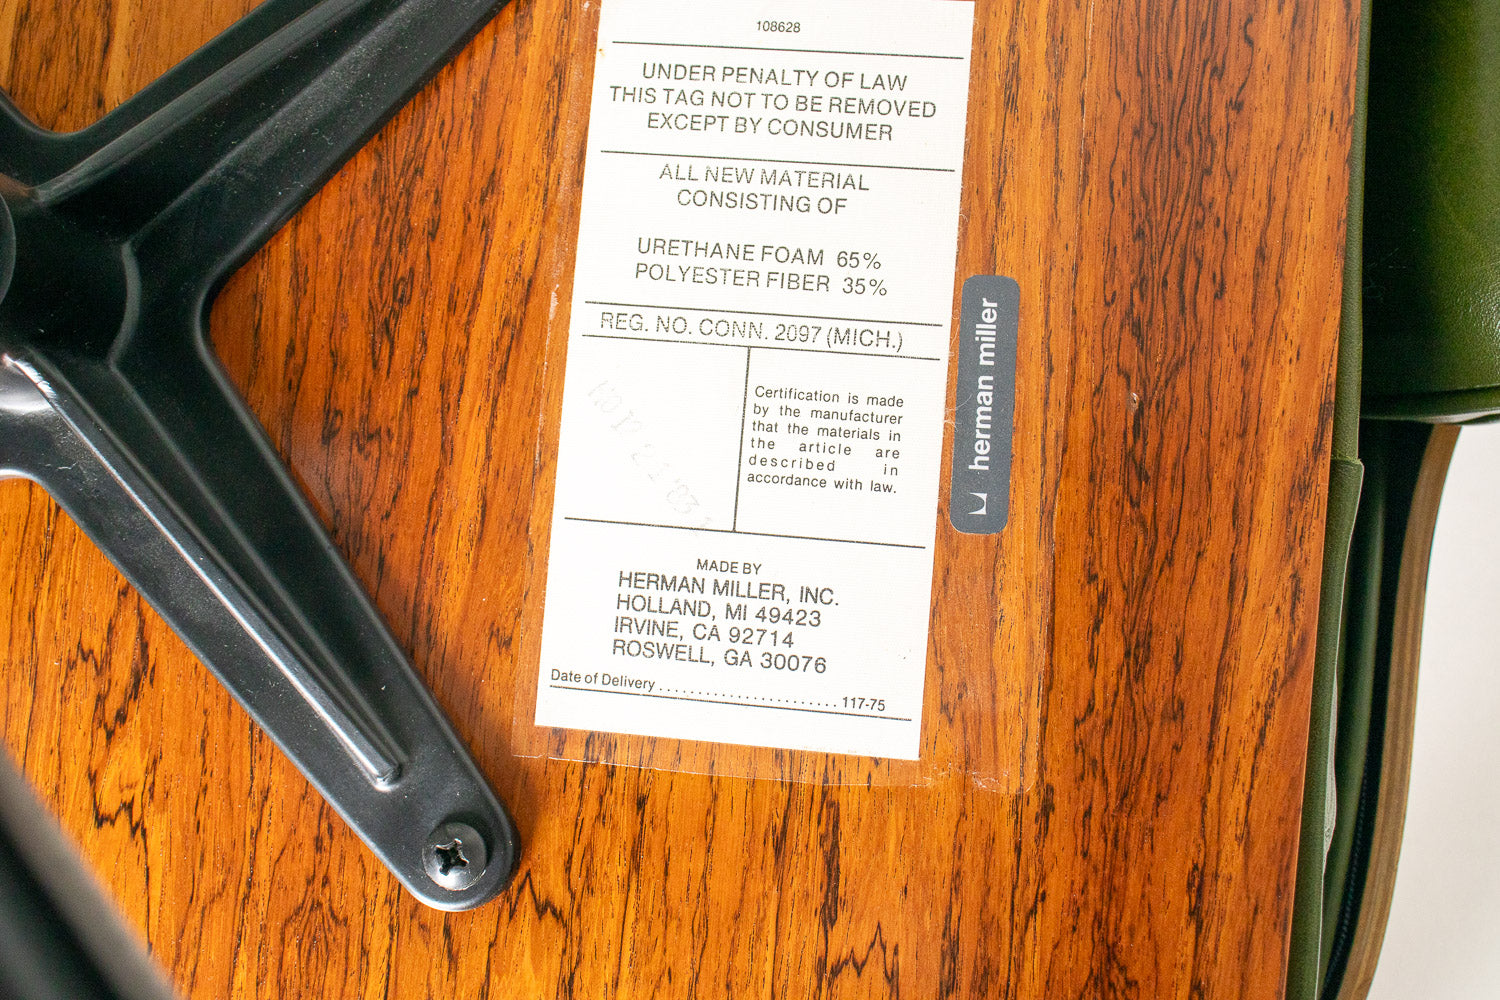 108628
UNDER PENALTY OF LAW
THIS TAG NOT TO BE REMOVED
EXCEPT BY CONSUMER
ALL NEW MATERIAL
CONSISTING OF
URETHANE FOAM 65%
POLYESTER FIBER 35%
REG. NO. CONN. 2097 (MICH.)
Certification is made
by the manufacturer
that the materials in
the article are
described in
accordance with law.
MADE BY
HERMAN MILLER, INC.
HOLLAND, MI 49423
IRVINE, CA 92714
ROSWELL, GA 30076
Date of Delivery ....................... 117-75
herman miller